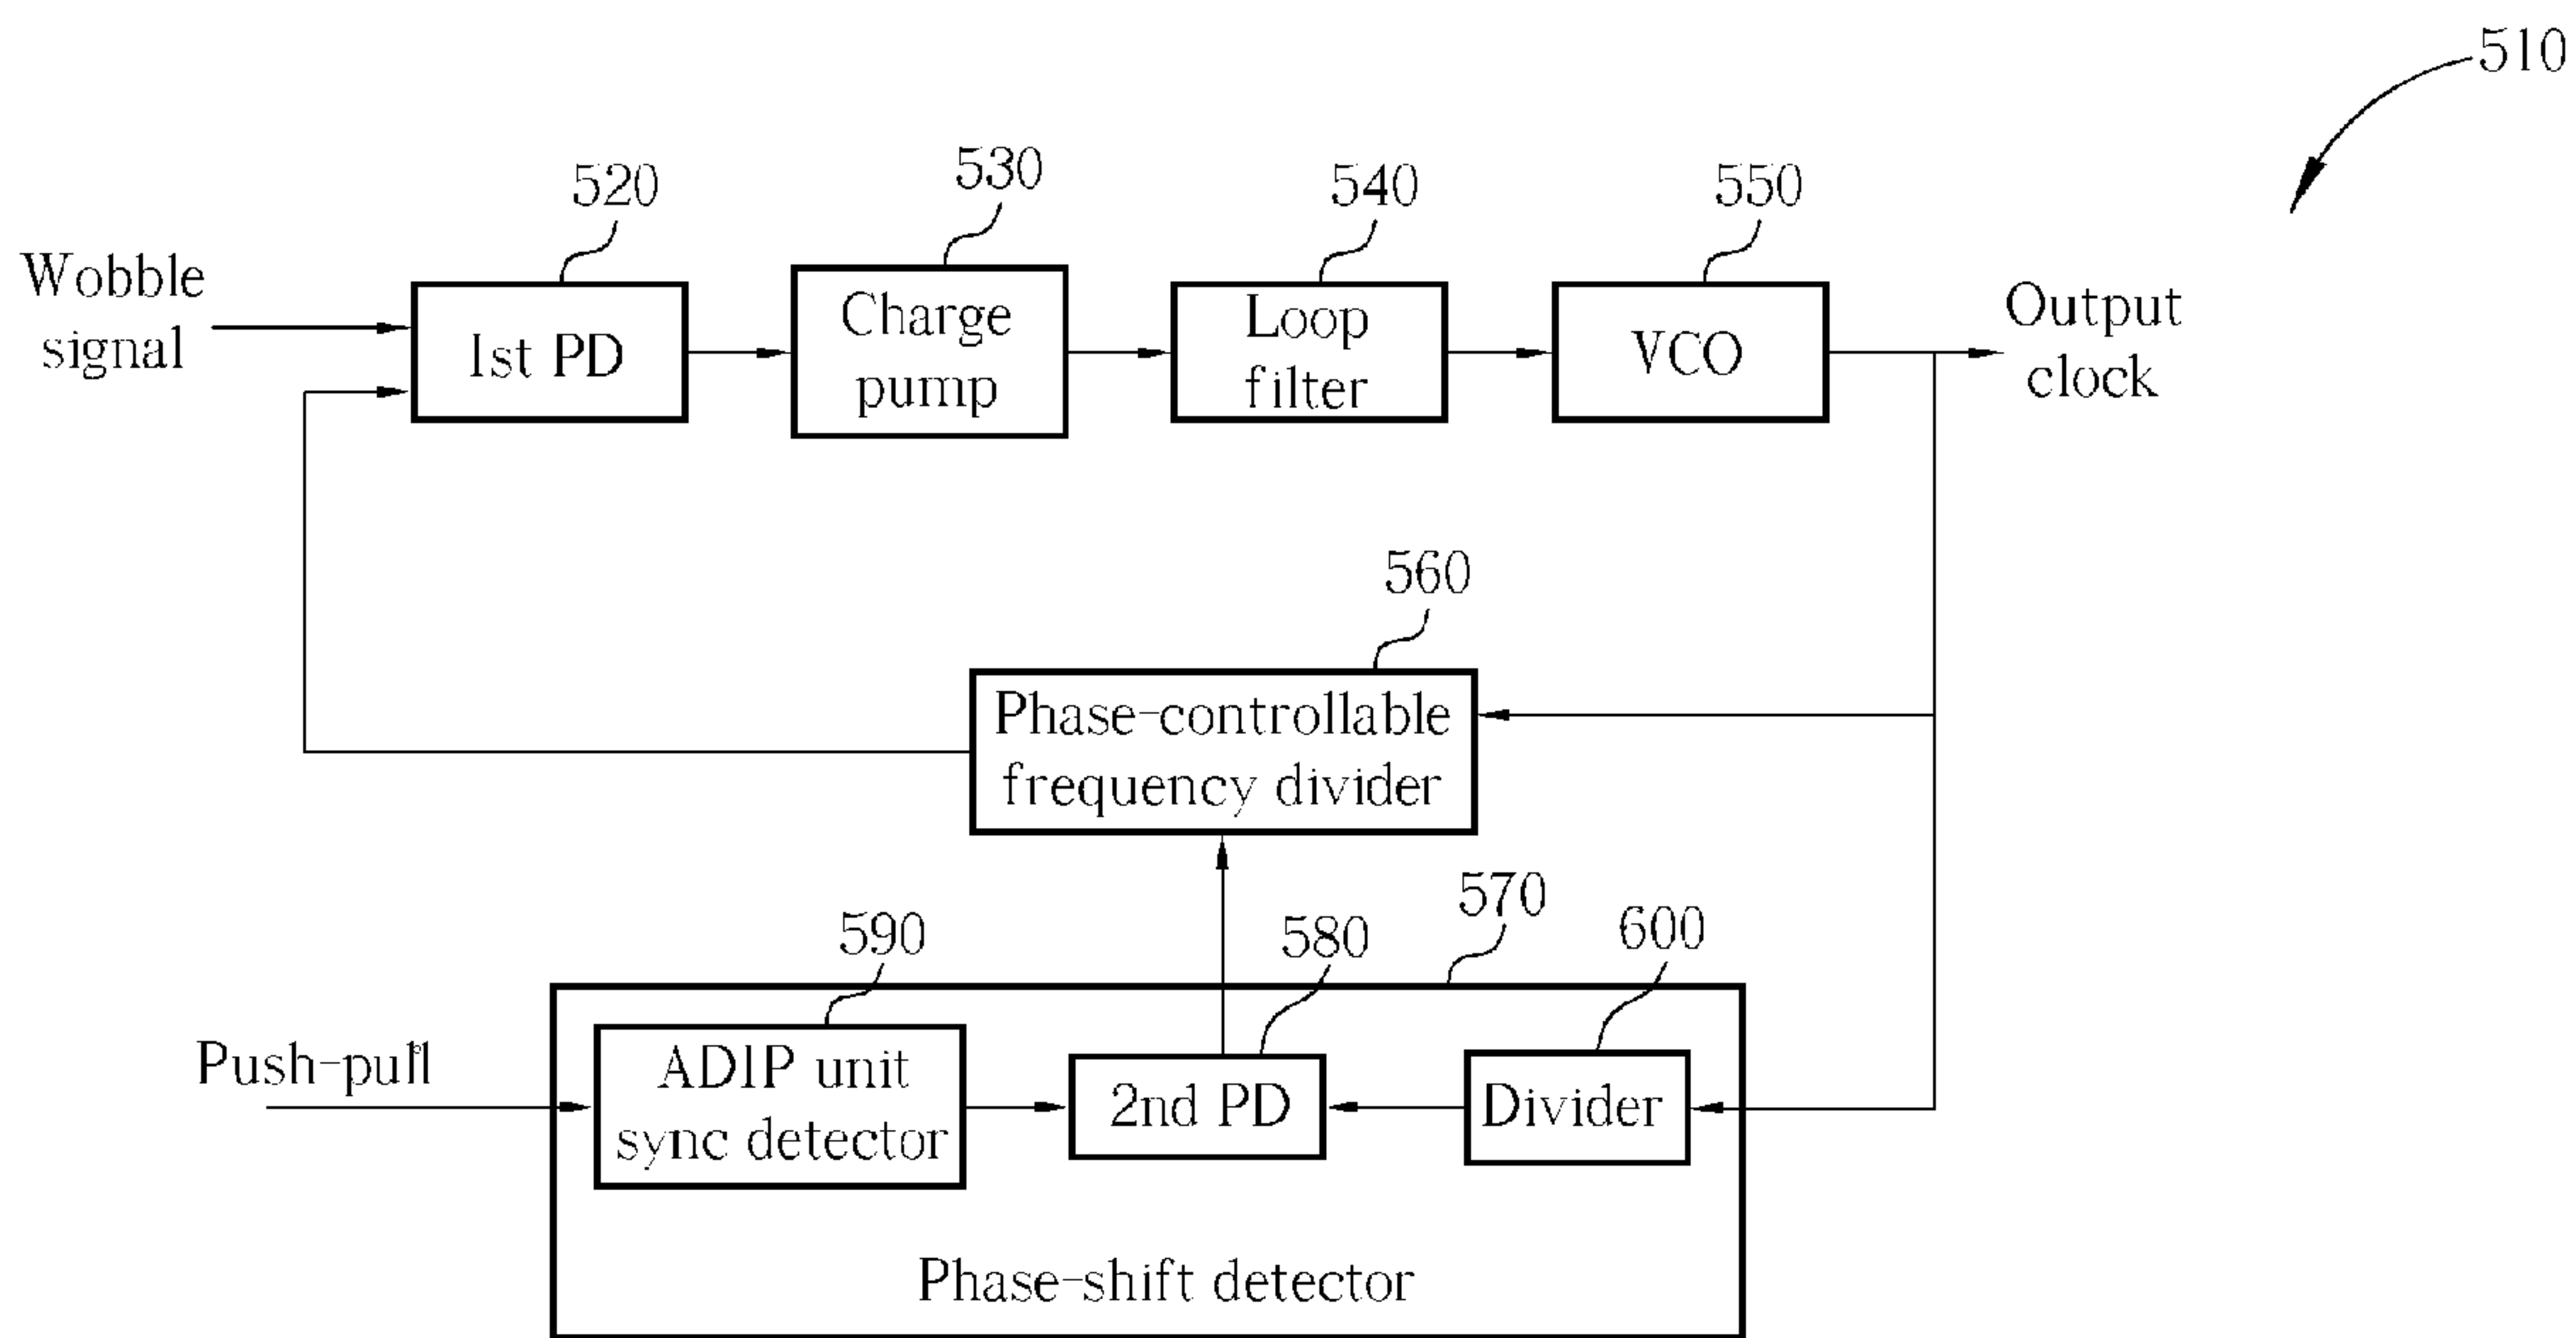 510
520
530
540
550
Wobble
signal
1st PD
Charge
pump
Loop
filter
VCO
Output
clock
560
Phase-controllable
frequency divider
570
580
590
600
Push-pull
ADIP unit
sync detector
2nd PD
Divider
Phase-shift detector